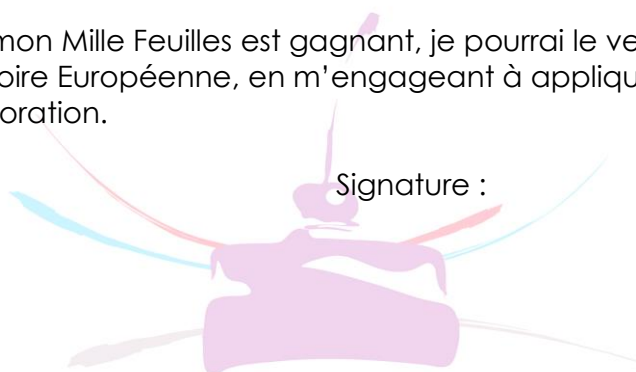 mon Mille Feuilles est gagnant, je pourrai le ve
oire Européenne, en m’engageant à appliqu
oration.
Signature :